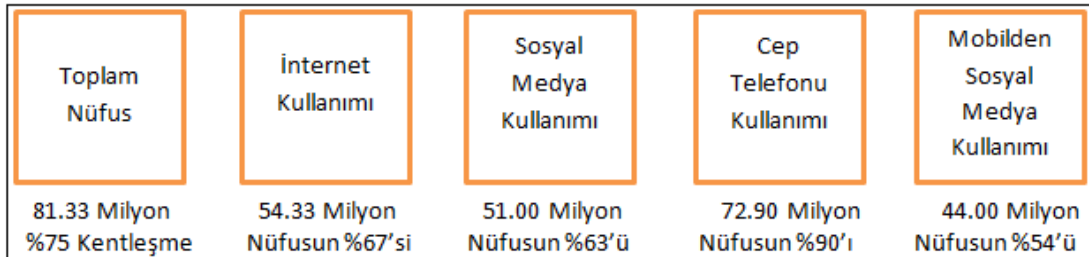 Toplam
Nüfus
İnternet
Kullanımı
Sosyal
Medya
Kullanımı
Cep
Telefonu
Kullanımı
Mobilden
Sosyal
Medya
Kullanımı
81.33 Milyon
%75 Kentleşme
54.33 Milyon
Nüfusun %67'si
51.00 Milyon
Nüfusun %63'ü
72.90 Milyon
Nüfusun %90'ı
44.00 Milyon
Nüfusun %54'ü